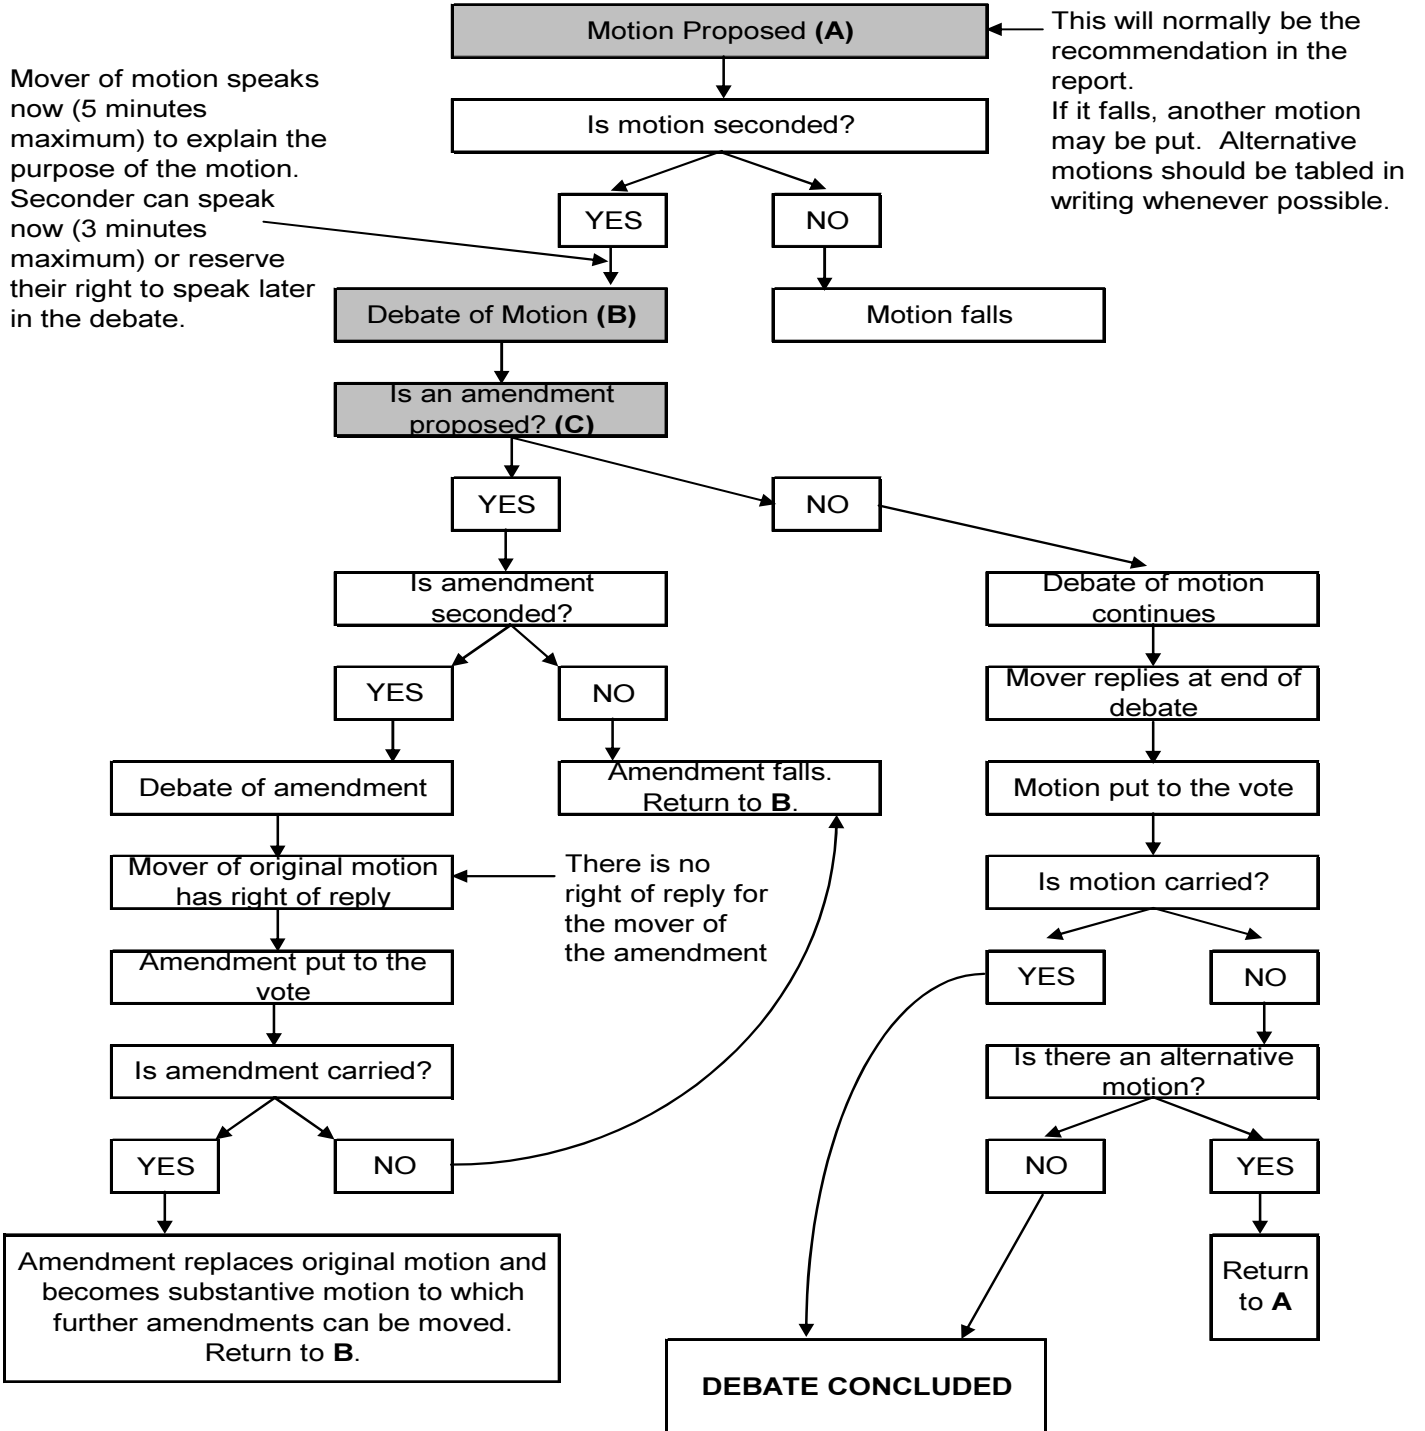 Motion Proposed (A)
This will normally be the
recommendation in the
report.
If it falls, another motion
may be put.  Alternative
motions should be tabled in
writing whenever possible.
Mover of motion speaks
now (5 minutes
maximum) to explain the
purpose of the motion.
Seconder can speak
now (3 minutes
maximum) or reserve
their right to speak later
in the debate.
Is motion seconded?
YES
NO
Debate of Motion (B)
Motion falls
Is an amendment
proposed? (C)
YES
NO
Is amendment
seconded?
Debate of motion
continues
YES
NO
Mover replies at end of
debate
Debate of amendment
Amendment falls.
Return to B.
Motion put to the vote
Mover of original motion
has right of reply
There is no
right of reply for
the mover of
the amendment
Is motion carried?
Amendment put to the
vote
YES
NO
Is amendment carried?
Is there an alternative
motion?
YES
NO
NO
YES
Amendment replaces original motion and
becomes substantive motion to which
further amendments can be moved.
Return to B.
Return
to A
DEBATE CONCLUDED